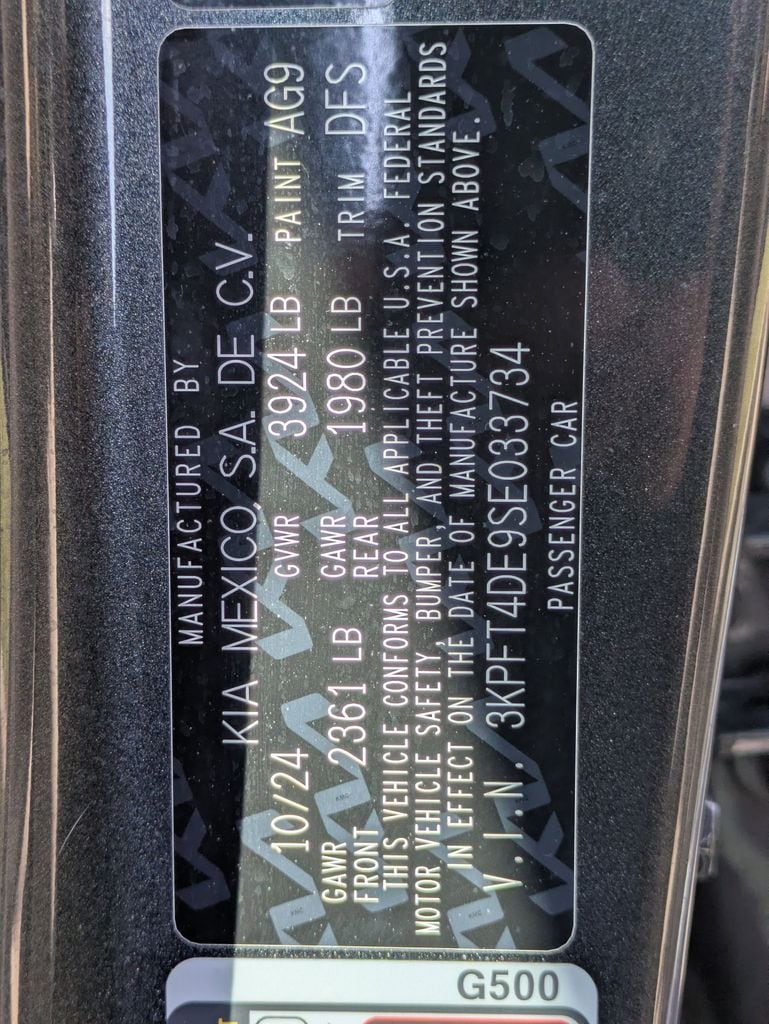 MANUFACTURED BY
KIA MEXICO, S.A. DE C.V.
10/24 GVWR 3924 LB PAINT AG9
GAWR FRONT 2361 LB GAWR REAR 1980 LB TRIM DFS
THIS VEHICLE CONFORMS TO ALL APPLICABLE U.S.A FEDERAL
MOTOR VEHICLE SAFETY, BUMPER, AND THEFT PREVENTION STANDARDS
IN EFFECT ON THE DATE OF MANUFACTURE SHOWN ABOVE.
V.I.N. 3KPFT4DE9SE033734
PASSENGER CAR
KMC
KMC
G500